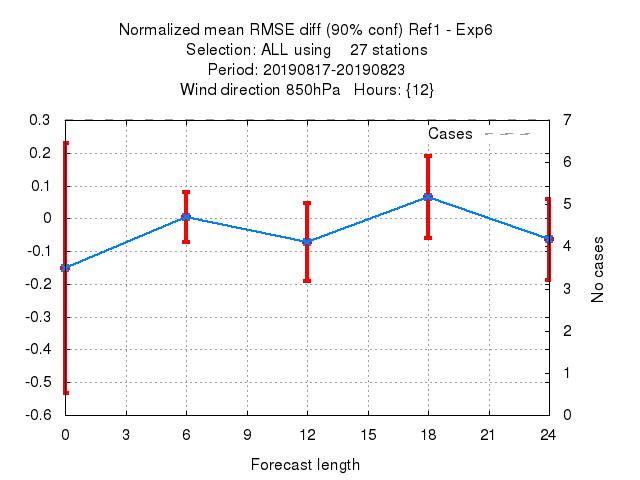 Normalized mean RMSE diff (90% conf) Ref1 - Exp6
Selection: ALL using    27 stations
Period: 20190817-20190823
Wind direction 850hPa   Hours: {12}
Cases
0.3
0.2
0.1
0
-0.1
-0.2
-0.3
-0.4
-0.5
-0.6
7
6
5
4
3
2
1
0
No cases
0 3 6 9 12 15 18 21 24
Forecast length